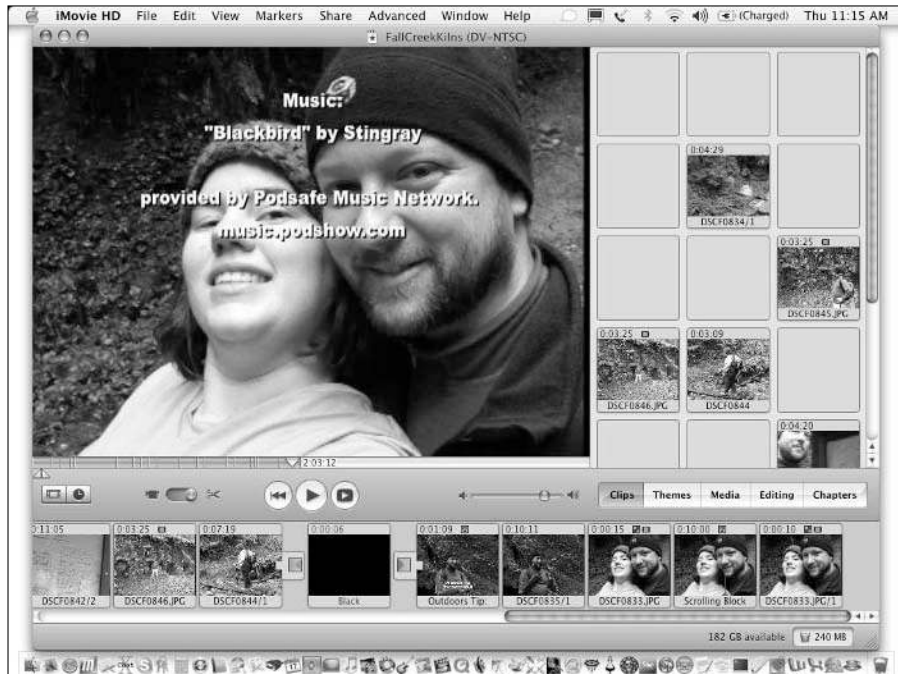 iMovie HD File Edit View Markers Share Advanced Window Help (Charged) Thu 11:15 AM
FallCreekKilns (DV-NTSC)
Music:
"Blackbird" by Stingray
provided by Podsafe Music Network.
music.podshow.com
0:04:29
DSCF0834/1
0:03:25
DSCF0845.JPG
0:03:25 0:03:09
DSCF0846.JPG DSCF0844
0:04:20
2:03:12
Clips Themes Media Editing Chapters
0:11:05 0:03:25 0:07:19 0:00:06 0:01:09 0:10:11 0:00:15 0:10:00 0:00:10
DSCF0842/2 DSCF0846.JPG DSCF0844/1 Black Outdoors Tip: DSCF0835/1 DSCF0833.JPG Scrolling Block DSCF0833.JPG/1
182 GB available 240 MB